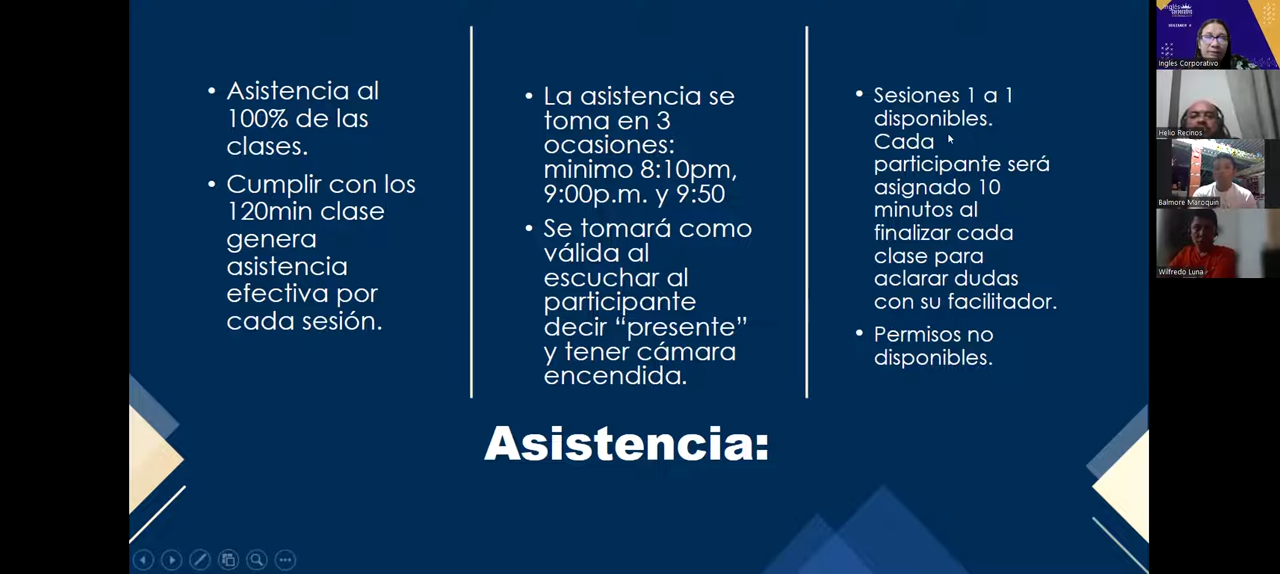 • Asistencia al
100% de las
clases.
• Cumplir con los
120min clase
genera
asistencia
efectiva por
cada sesión.
• La asistencia se
toma en 3
ocasiones:
minimo 8:10pm,
9:00p.m. y 9:50
• Se tomará como
válida al
escuchar al
participante
decir “presente”
y tener cámara
encendida.
• Sesiones 1 a 1
disponibles.
Cada
participante será
asignado 10
minutos al
finalizar cada
clase para
aclarar dudas
con su facilitador.
• Permisos no
disponibles.
Asistencia:
Ingles Corporativo
Helio Recinos
Balmore Maroquin
Wilfredo Luna